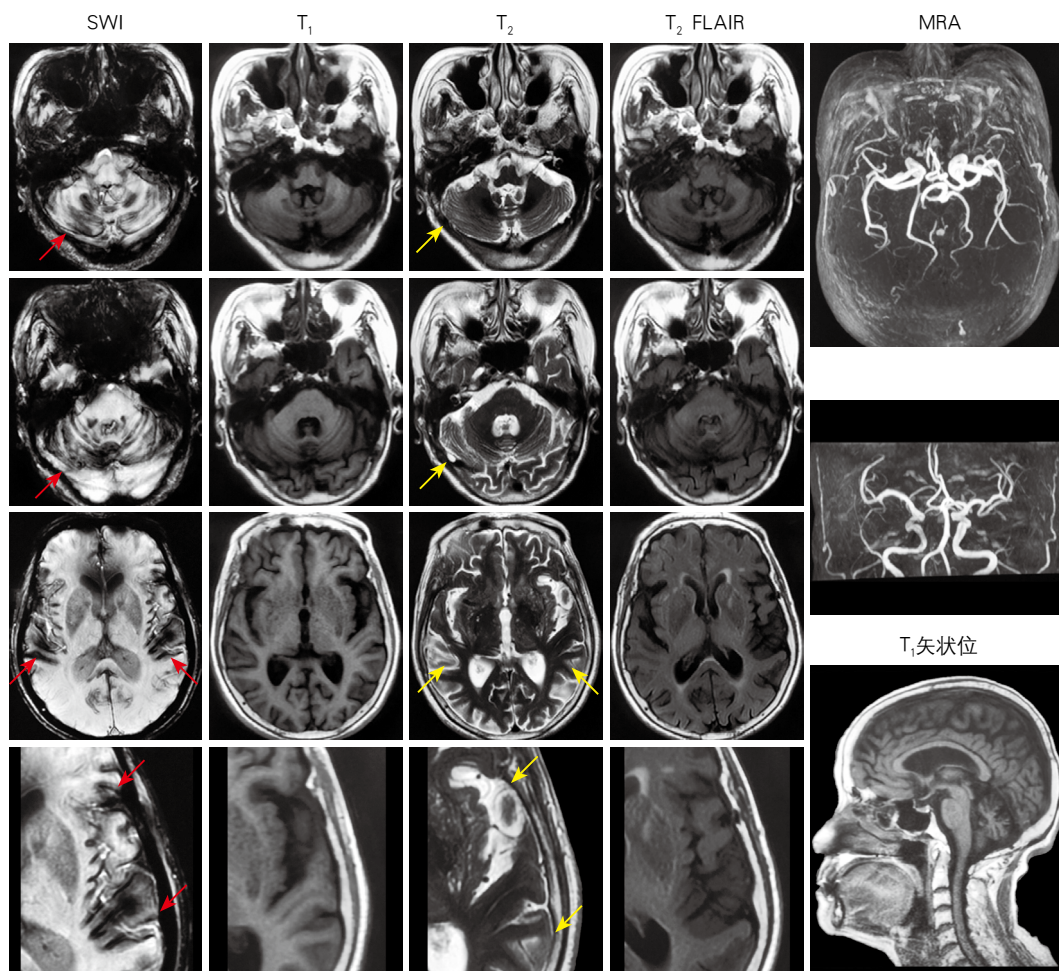 SWI
T₁
T₂
T₂ FLAIR
MRA
T₁矢状位